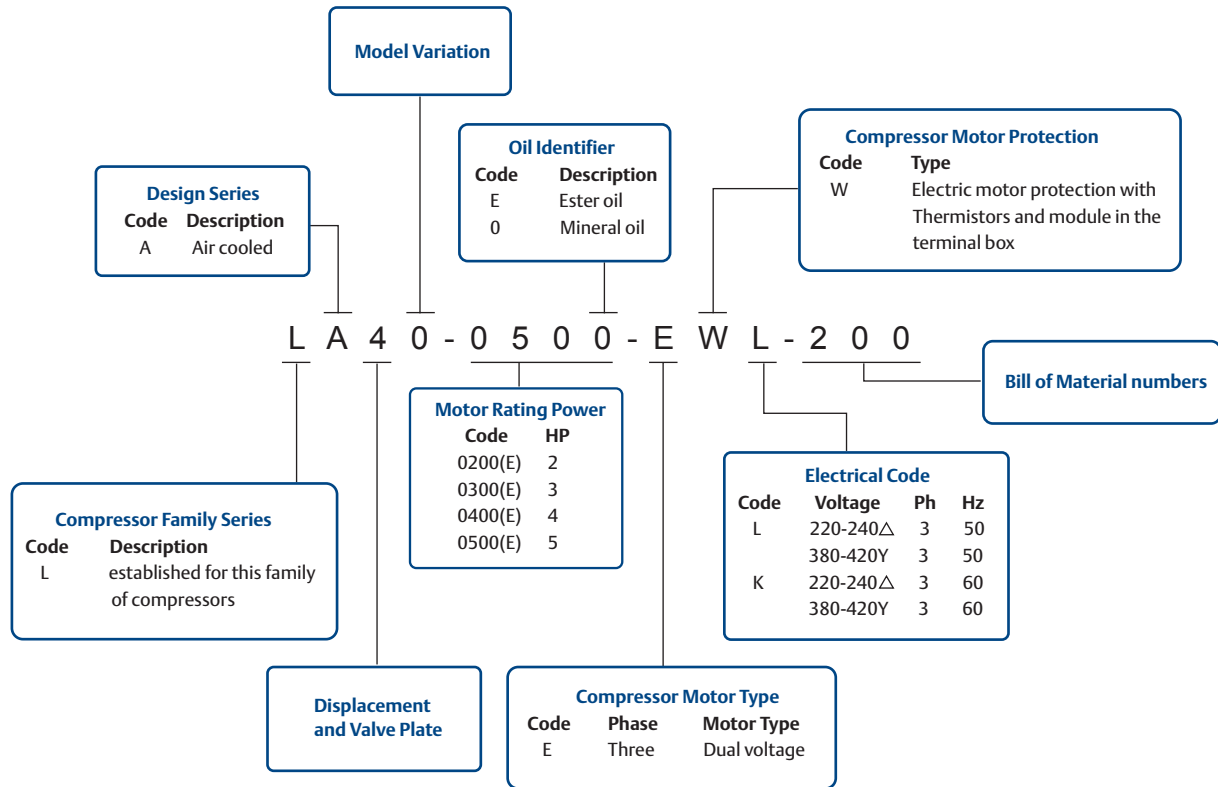 Model Variation
Oil Identifier
Code Description
E Ester oil
0 Mineral oil
Compressor Motor Protection
Code Type
W Electric motor protection with
Thermistors and module in the
terminal box
Design Series
Code Description
A Air cooled
L A 4 0 - 0 5 0 0 - E W L - 2 0 0
Bill of Material numbers
Motor Rating Power
Code HP
0200(E) 2
0300(E) 3
0400(E) 4
0500(E) 5
Electrical Code
Code Voltage Ph Hz
L 220-240△ 3 50
380-420Y 3 50
K 220-240△ 3 60
380-420Y 3 60
Compressor Family Series
Code Description
L established for this family
of compressors
Displacement
and Valve Plate
Compressor Motor Type
Code Phase Motor Type
E Three Dual voltage